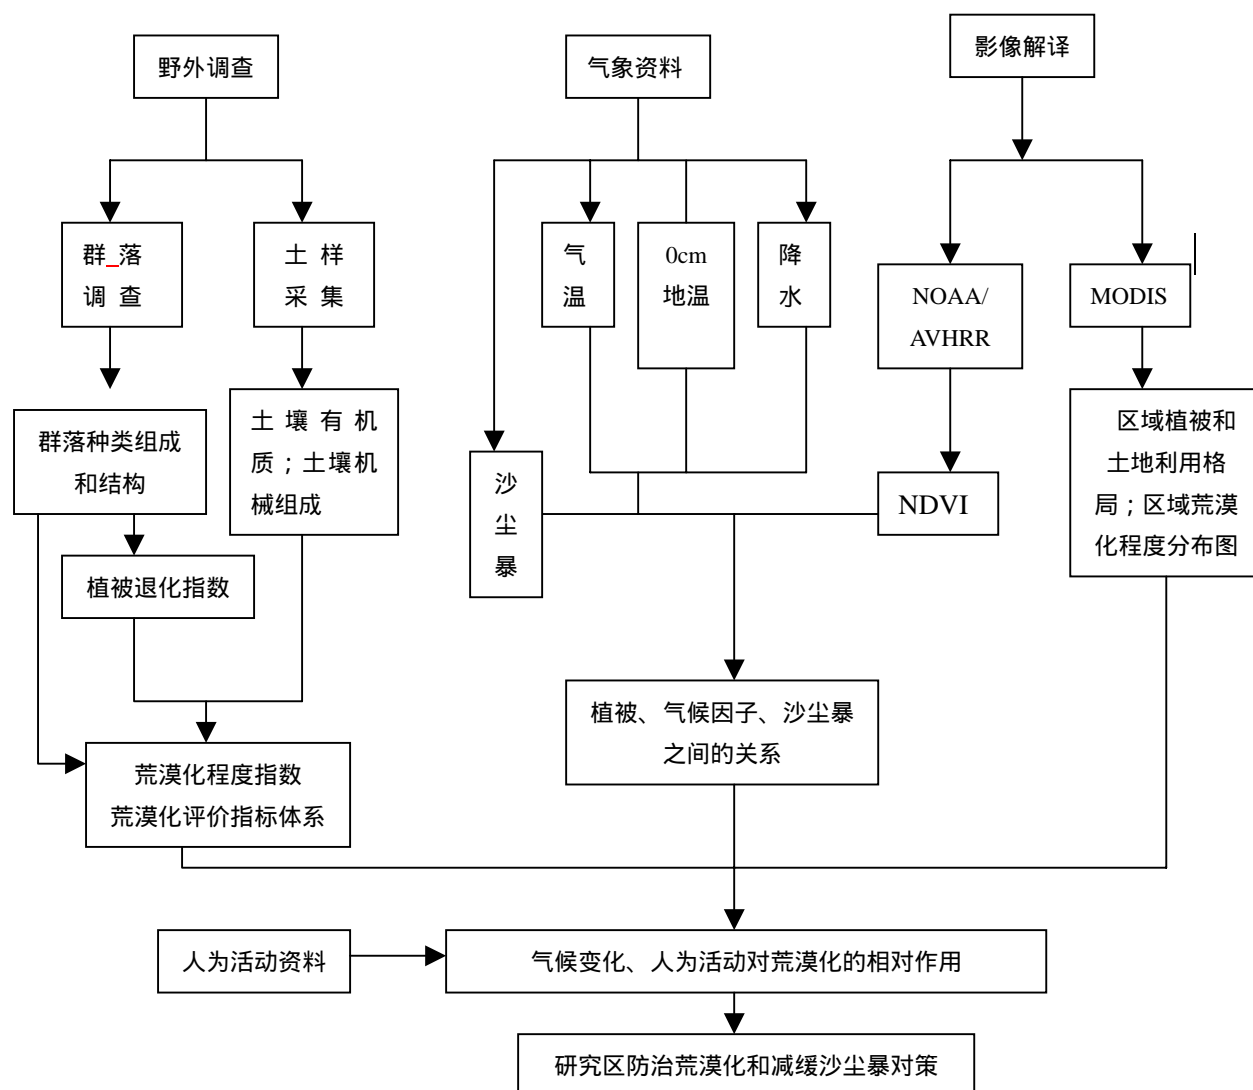 野外调查
气象资料
影像解译
群_落
调 查
土 样
采 集
气
温
0cm
地温
降
水
NOAA/
AVHRR
MODIS
群落种类组成
和结构
土 壤 有 机
质；土壤机
械组成
沙
尘
暴
NDVI
区域植被和
土地利用格
局；区域荒漠
化程度分布图
植被退化指数
植被、气候因子、沙尘暴
之间的关系
荒漠化程度指数
荒漠化评价指标体系
人为活动资料
气候变化、人为活动对荒漠化的相对作用
研究区防治荒漠化和减缓沙尘暴对策